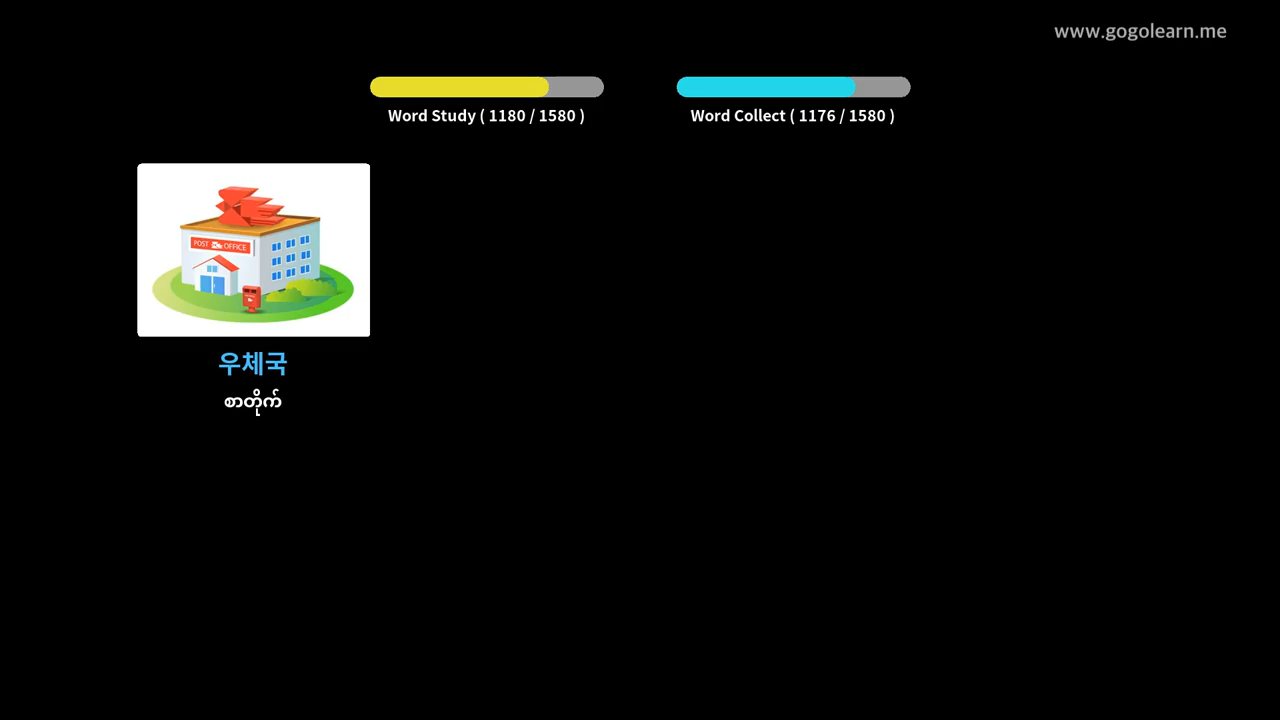 www.gogolearn.me
Word Study ( 1180 / 1580 )
Word Collect ( 1176 / 1580 )
POST OFFICE
우체국
စာတိုက်